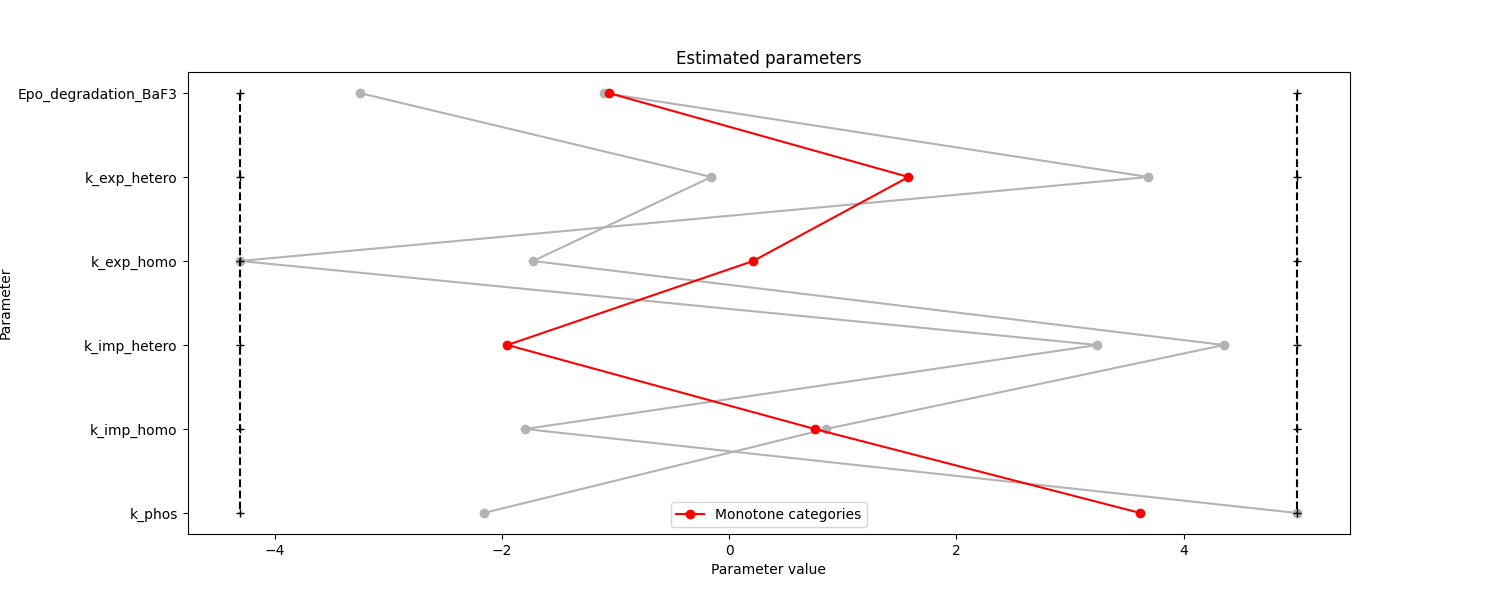 Estimated parameters
Parameter
Epo_degradation_BaF3
k_exp_hetero
k_exp_homo
k_imp_hetero
k_imp_homo
k_phos
Monotone categories
−4 −2 0 2 4
Parameter value